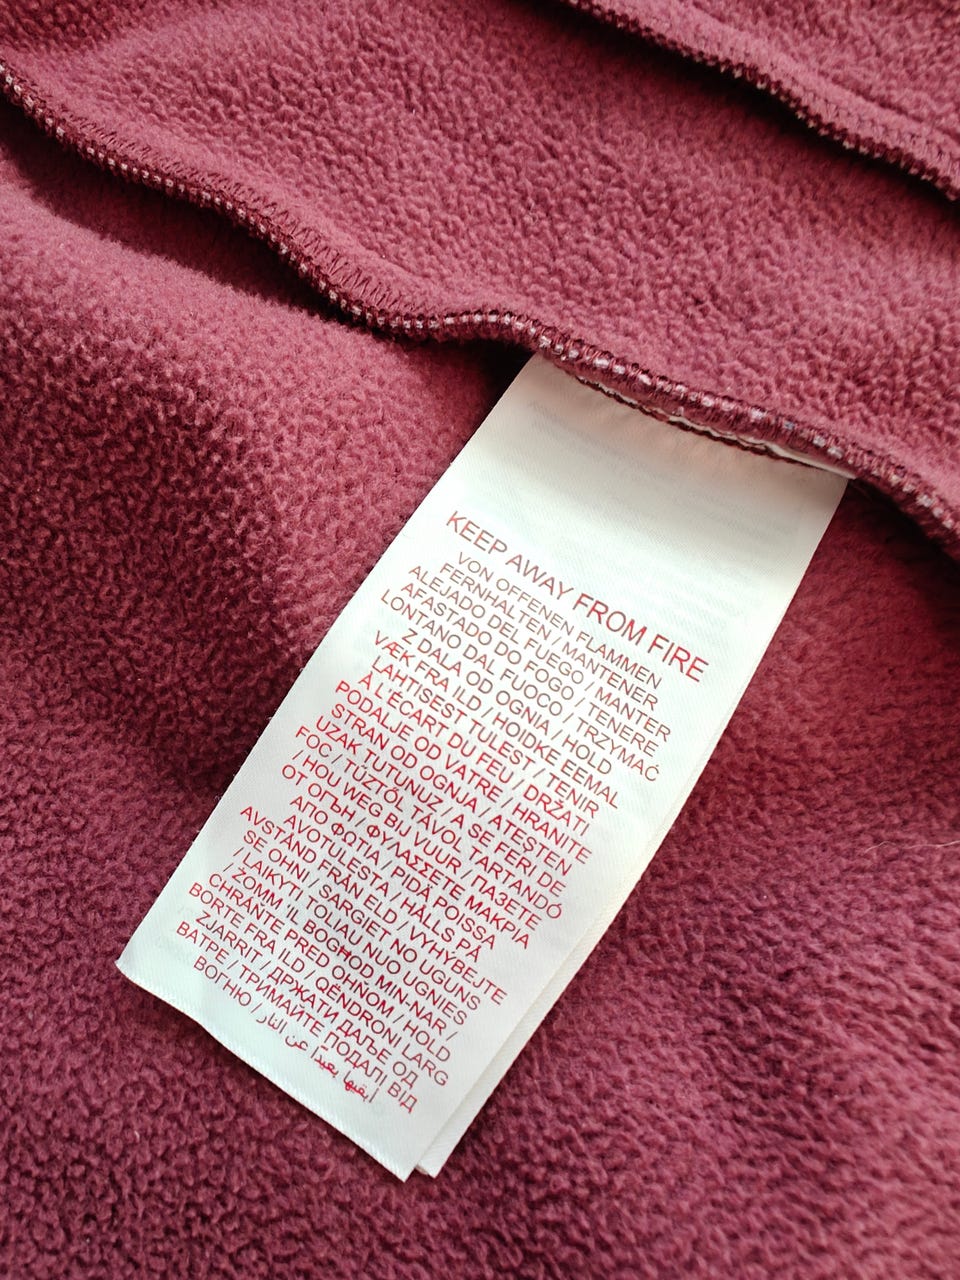 KEEP AWAY FROM FIRE
VON OFFENEN FLAMMEN
FERNHALTEN / MANTENER
ALEJADO DEL FUEGO / MANTER
AFASTADO DO FOGO / TENERE
LONTANO DAL FUOCO / TRZYMAĆ
Z DALA OD OGNIA / HOLD
VÆK FRA ILD / HOIDKE EEMAL
LAHTISEST TULEST / TENIR
À L'ÉCART DU FEU / DRŽATI
PODALJE OD VATRE / HRANITE
STRAN OD OGNJA / ATEŞTEN
UZAK TUTUNUZ / A SE FERI DE
FOC / TŰZTŐL TÁVOL TARTANDÓ
/ HOU WEG BIJ VUUR / ПАЗЕТЕ
ОТ ОГЪН / ΦΥΛΑΣΣΕΤΕ ΜΑΚΡΙΑ
ΑΠΟ ΦΩΤΙΑ / PIDÄ POISSA
AVOTULESTA / HÅLLS PÅ
AVSTÅND FRÅN ELD / VYHÝBEJTE
SE OHNI / SARGIET NO UGUNS
/ LAIKYTI TOLIAU NUO UGNIES
/ ŻOMM 'IL BOGĦOD MIN-NAR /
CHRÁNTE PRED OHŇOM / HOLD
BORTE FRA ILD / QËNDRONI LARG
ZJARRIT / ДРЖАТИ ДАЉЕ ОД
ВАТРЕ / ТРИМАЙТЕ ПОДАЛІ ВІД
ВОГНЮ / أبقيها بعيداً عن النار